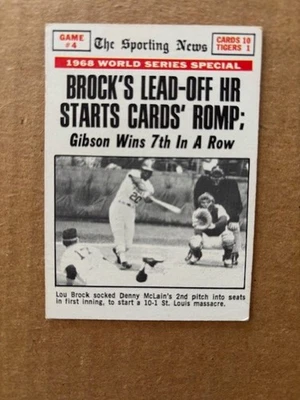 GAME
#4
The Sporting News
CARDS 10
TIGERS 1
1968 WORLD SERIES SPECIAL
BROCK'S LEAD-OFF HR
STARTS CARDS' ROMP;
Gibson Wins 7th In A Row
20
Lou Brock socked Denny McLain's 2nd pitch into seats
in first inning, to start a 10-1 St. Louis massacre.